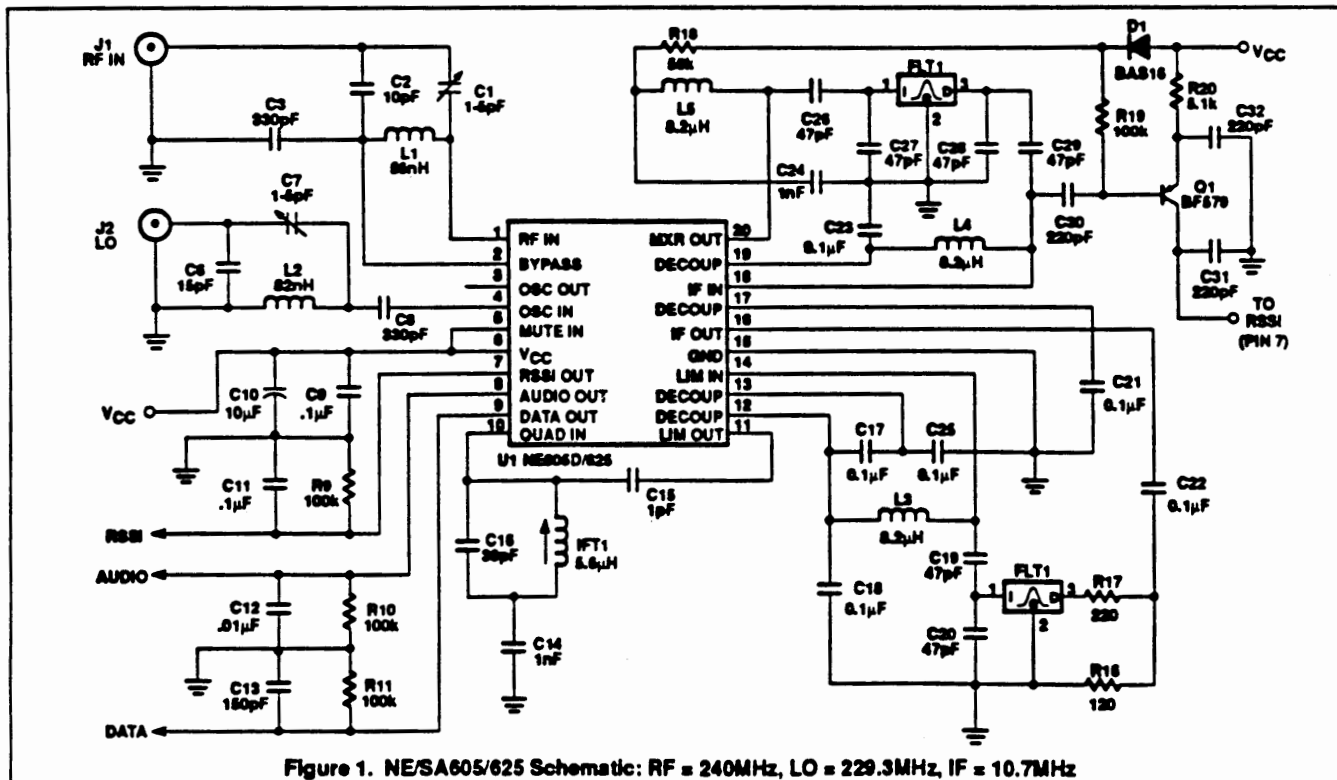 J1
RF IN
C2
10pF
C1
1-5pF
C3
330pF
L1
C7
1-5pF
J2
LO
C6
15pF
L2
82nH
C8
330pF
VCC
C10
10µF
C9
.1µF
C11
.1µF
R9
100k
RSSI
AUDIO
C12
.01µF
R10
100k
C13
150pF
R11
100k
DATA
1 RF IN
2 BYPASS
3 OSC OUT
4 OSC IN
5 MUTE IN
6 VCC
7 RSSI OUT
8 AUDIO OUT
9 DATA OUT
10 QUAD IN
MXR OUT 20
DECOUP 19
IF IN 18
DECOUP 17
IF OUT 16
GND 15
LIM IN 14
DECOUP 13
DECOUP 12
LIM OUT 11
U1 NE605D/625
C15
1pF
C16
IFT1
5.6µH
C14
1nF
R18
L5
8.2µH
C26
47pF
FLT1
1 I 3
2
C27
47pF
C28
47pF
C29
47pF
C24
1nF
C23
0.1µF
L4
8.2µH
C30
220pF
D1
BAS16
VCC
R19
100k
R20
5.1k
C32
220pF
Q1
BF579
C31
220pF
TO
RSSI
(PIN 7)
C21
0.1µF
C17
0.1µF
C25
0.1µF
C22
0.1µF
L3
8.2µH
C18
0.1µF
C19
47pF
FLT1
1 I 3
2
R17
220
C20
47pF
R16
120
Figure 1. NE/SA605/625 Schematic: RF = 240MHz, LO = 229.3MHz, IF = 10.7MHz